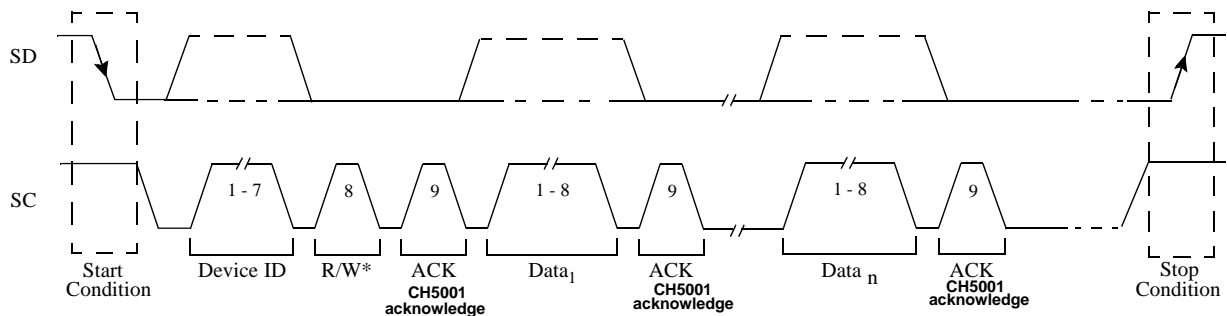 SD
SC
1 - 7
8
9
1 - 8
9
1 - 8
9
Start
Condition
Device ID
R/W*
ACK
CH5001
acknowledge
Data1
ACK
CH5001
acknowledge
Data n
ACK
CH5001
acknowledge
Stop
Condition